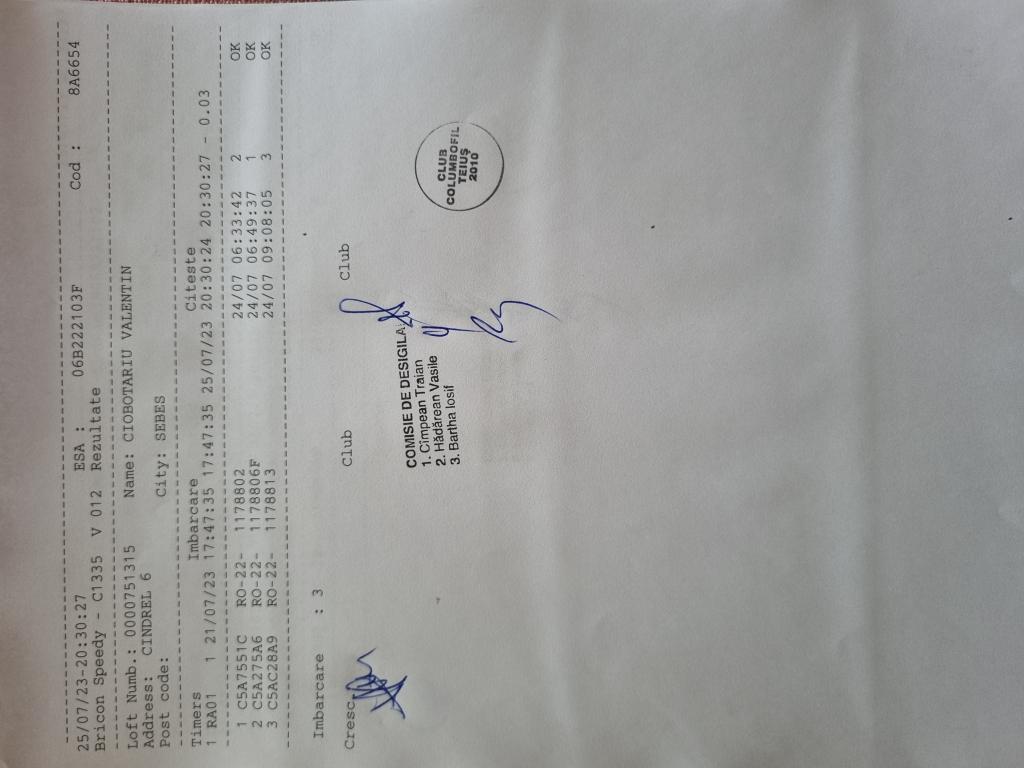 25/07/23-20:30:27 ESA : 06B222103F Cod : 8A6654
Bricon Speedy - C1335 V 012 Rezultate
Loft Numb.: 0000751315 Name: CIOBOTARIU VALENTIN
Address: CINDREL 6
Post code: City: SEBES
Timers Imbarcare Citeste
1 RA01 1 21/07/23 17:47:35 17:47:35 25/07/23 20:30:24 20:30:27 - 0.03
1 C5A7551C RO-22- 1178802 24/07 06:33:42 2 OK
2 C5A275A6 RO-22- 1178806F 24/07 06:49:37 1 OK
3 C5AC28A9 RO-22- 1178813 24/07 09:08:05 3 OK
Imbarcare : 3
Cresc Club Club
COMISIE DE DESIGILA
1. Cîmpean Traian
2. Hădărean Vasile
3. Bartha Iosif
CLUB
COLUMBOFIL
TEIUȘ
2010